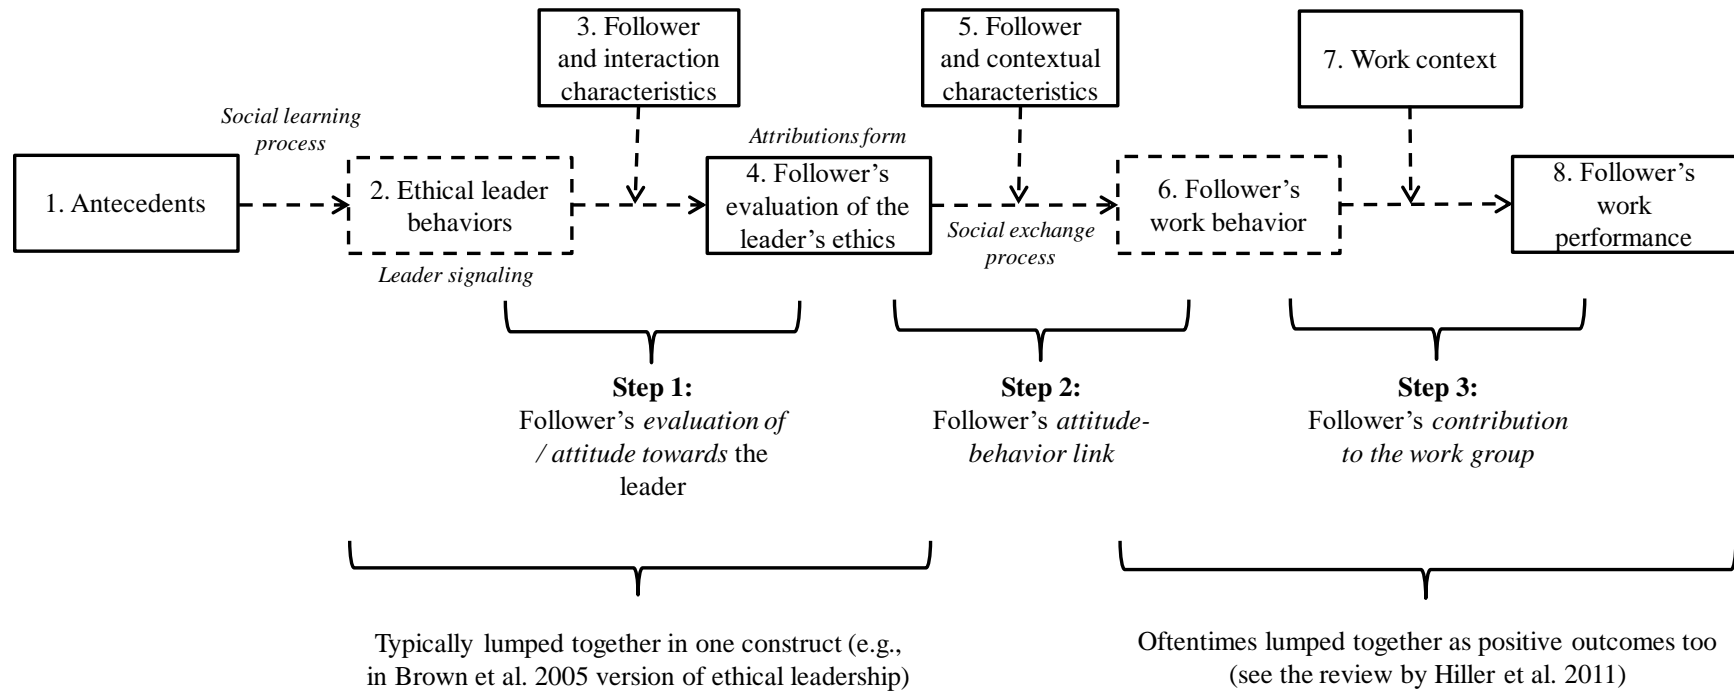 3. Follower
and interaction
characteristics
5. Follower
and contextual
characteristics
7. Work context
Social learning
process
Attributions form
1. Antecedents
2. Ethical leader
behaviors
4. Follower’s
evaluation of the
leader’s ethics
6. Follower’s
work behavior
8. Follower’s
work
performance
Leader signaling
Social exchange
process
Step 1:
Follower’s evaluation of
/ attitude towards the
leader
Step 2:
Follower’s attitude-
behavior link
Step 3:
Follower’s contribution
to the work group
Typically lumped together in one construct (e.g.,
in Brown et al. 2005 version of ethical leadership)
Oftentimes lumped together as positive outcomes too
(see the review by Hiller et al. 2011)